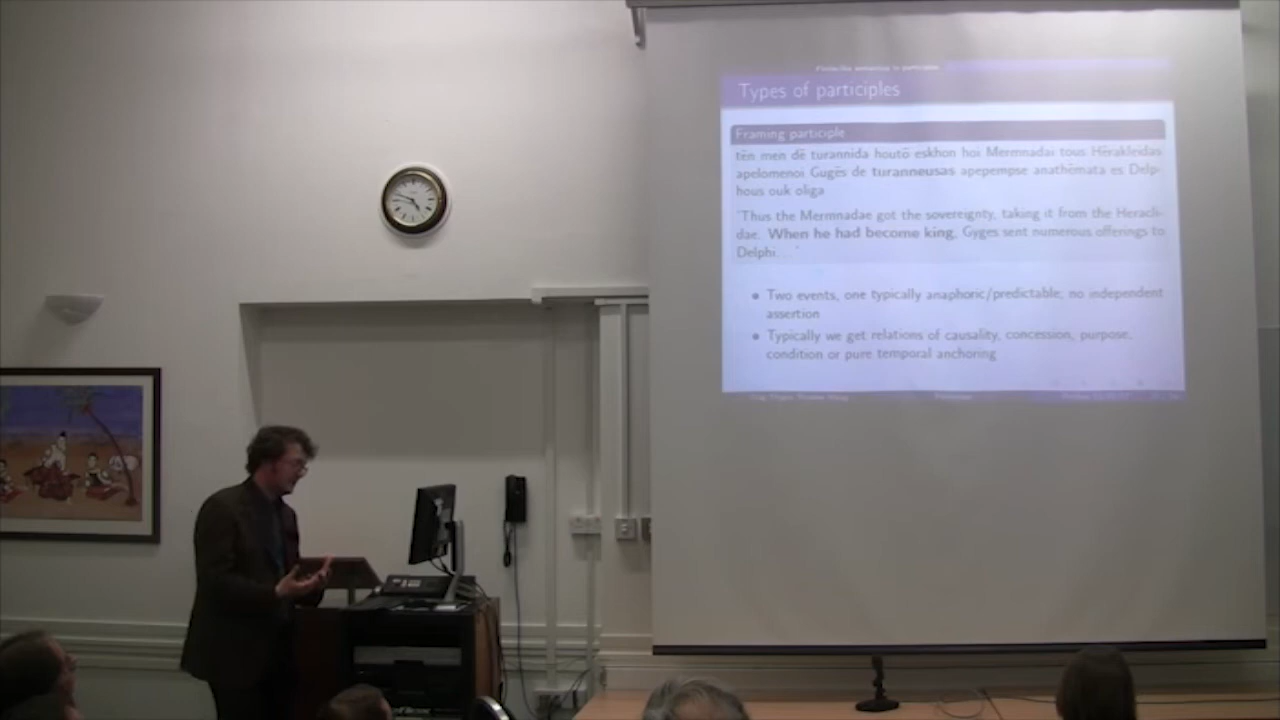 Types of participles
Framing participle
tēn men dē turannida houtō eskhon hoi Mermnadai tous Hērakleidas
apelomenoi Gugēs de turanneusas apepempse anathēmata es Delp-
hous ouk oliga
'Thus the Mermnadae got the sovereignty, taking it from the Heracli-
dae. When he had become king, Gyges sent numerous offerings to
Delphi...'
• Two events, one typically anaphoric/predictable; no independent
assertion
• Typically we get relations of causality, concession, purpose,
condition or pure temporal anchoring